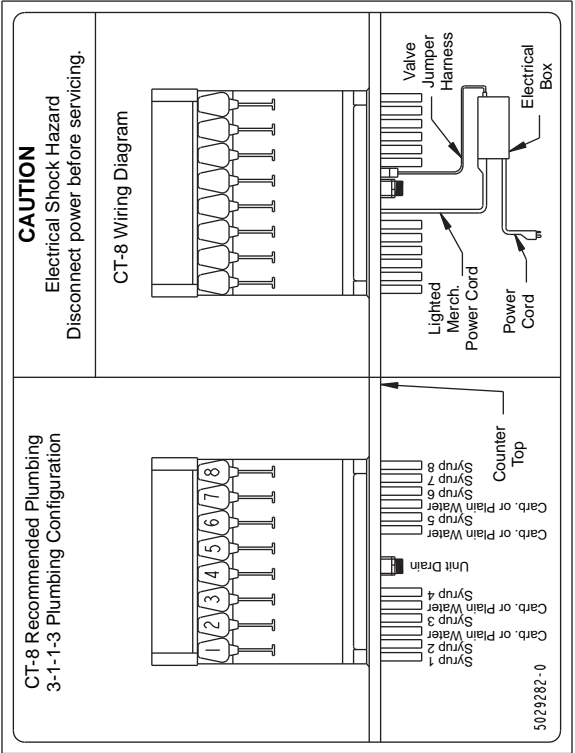 CT-8 Recommended Plumbing
3-1-1-3 Plumbing Configuration
1 2 3 4 5 6 7 8
Syrup 1
Syrup 2
Carb. or Plain Water
Syrup 3
Carb. or Plain Water
Syrup 4
Unit Drain
Carb. or Plain Water
Syrup 5
Carb. or Plain Water
Syrup 6
Syrup 7
Syrup 8
Counter
Top
5029282-0
CAUTION
Electrical Shock Hazard
Disconnect power before servicing.
CT-8 Wiring Diagram
Lighted
Merch.
Power Cord
Power
Cord
Valve
Jumper
Harness
Electrical
Box